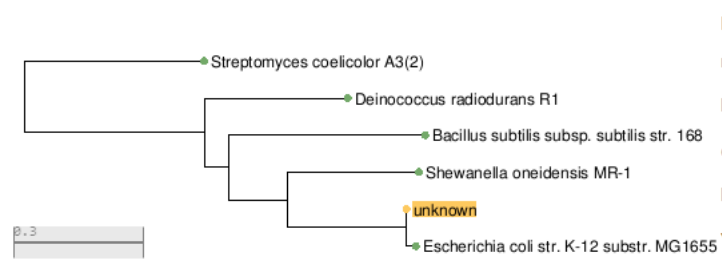 Streptomyces coelicolor A3(2)
Deinococcus radiodurans R1
Bacillus subtilis subsp. subtilis str. 168
Shewanella oneidensis MR-1
unknown
Escherichia coli str. K-12 substr. MG1655
0.3